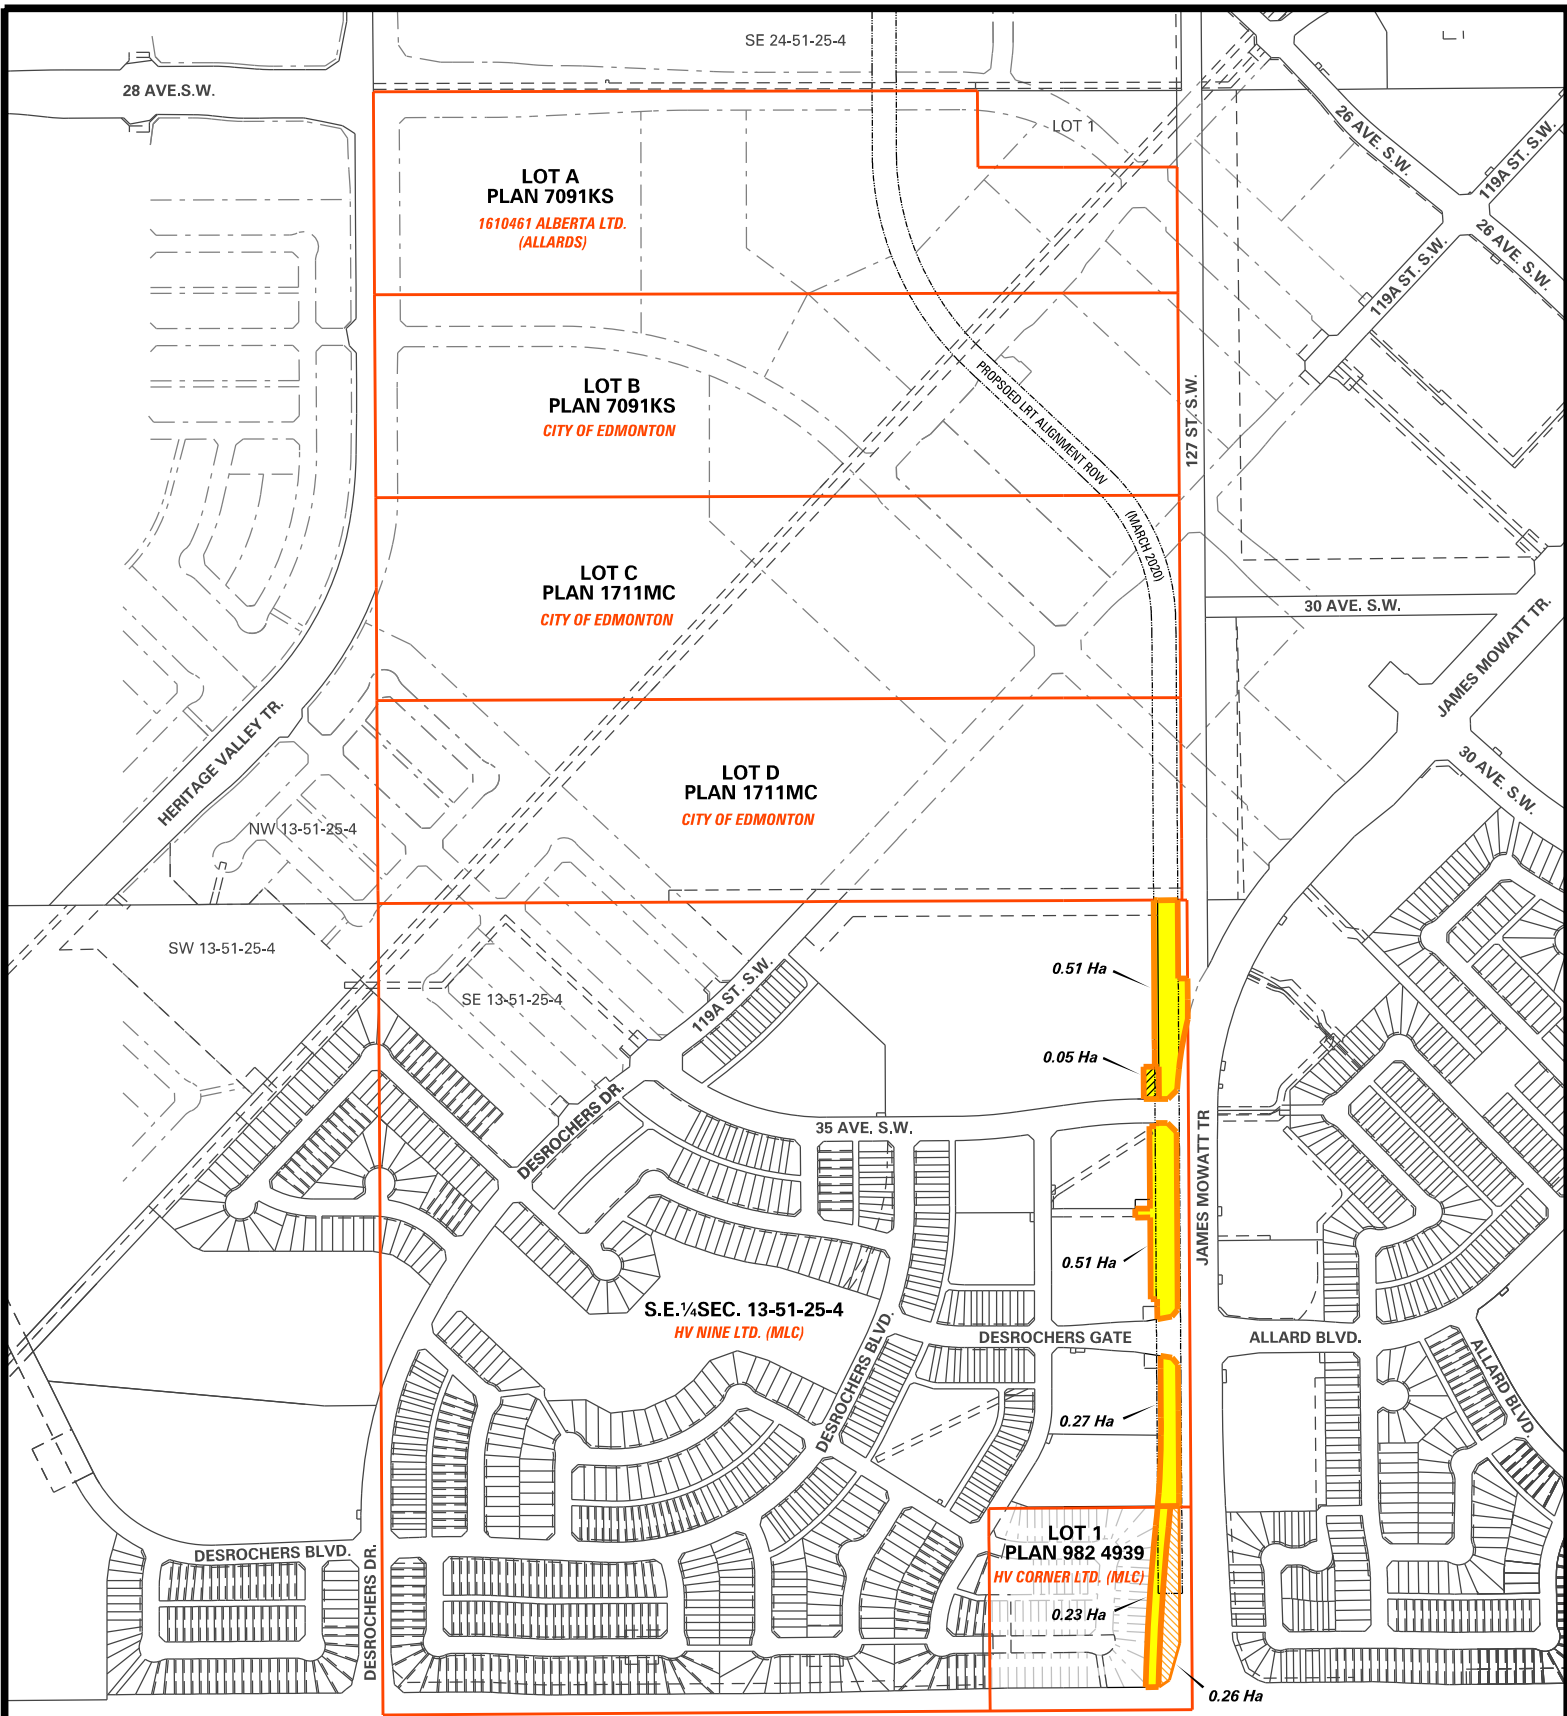 SE 24-51-25-4
28 AVE.S.W.
LOT 1
26 AVE. S.W.
119A ST. S.W.
26 AVE. S.W.
119A ST. S.W.
LOT A
PLAN 7091KS
1610461 ALBERTA LTD.
(ALLARDS)
LOT B
PLAN 7091KS
CITY OF EDMONTON
PROPSOED LRT ALIGNMENT ROW
(MARCH 2020)
127 ST. S.W.
LOT C
PLAN 1711MC
CITY OF EDMONTON
30 AVE. S.W.
JAMES MOWATT TR.
30 AVE. S.W.
HERITAGE VALLEY TR.
LOT D
PLAN 1711MC
CITY OF EDMONTON
NW 13-51-25-4
SW 13-51-25-4
SE 13-51-25-4
119A ST. S.W.
0.51 Ha
0.05 Ha
DESROCHERS DR.
35 AVE. S.W.
JAMES MOWATT TR
0.51 Ha
S.E.¼SEC. 13-51-25-4
HV NINE LTD. (MLC)
DESROCHERS BLVD.
DESROCHERS GATE
ALLARD BLVD.
ALLARD BLVD.
0.27 Ha
LOT 1
PLAN 982 4939
HV CORNER LTD. (MLC)
DESROCHERS BLVD.
DESROCHERS DR.
0.23 Ha
0.26 Ha